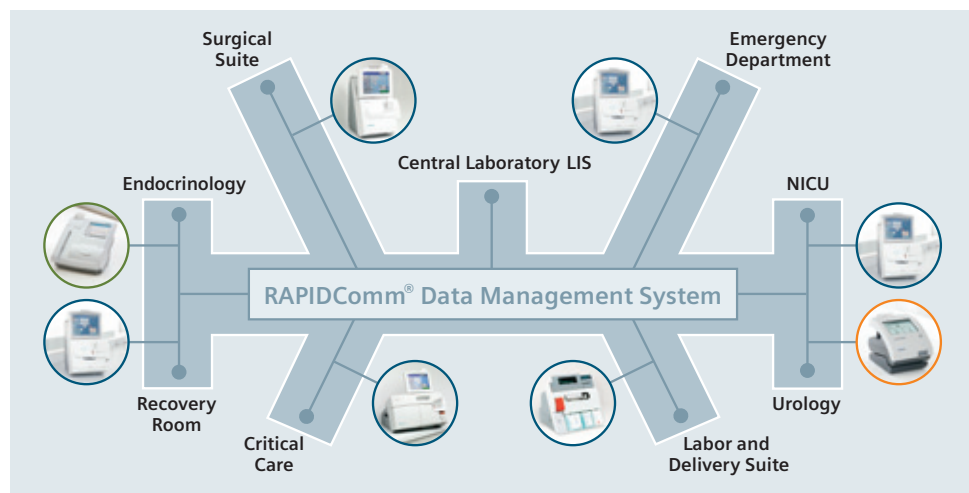 Surgical
Suite
Emergency
Department
Central Laboratory LIS
Endocrinology
NICU
RAPIDComm® Data Management System
Recovery
Room
Urology
Critical
Care
Labor and
Delivery Suite